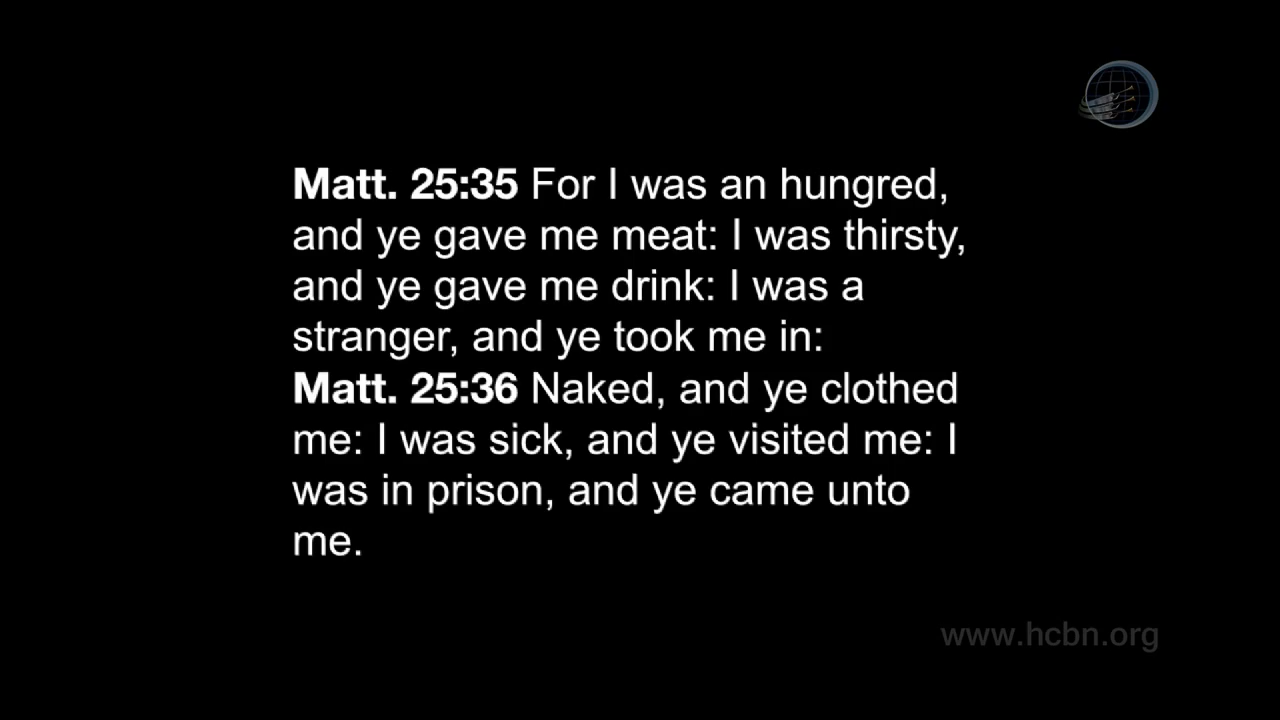 Matt. 25:35 For I was an hungred,
and ye gave me meat: I was thirsty,
and ye gave me drink: I was a
stranger, and ye took me in:
Matt. 25:36 Naked, and ye clothed
me: I was sick, and ye visited me: I
was in prison, and ye came unto
me.
www.hcbn.org